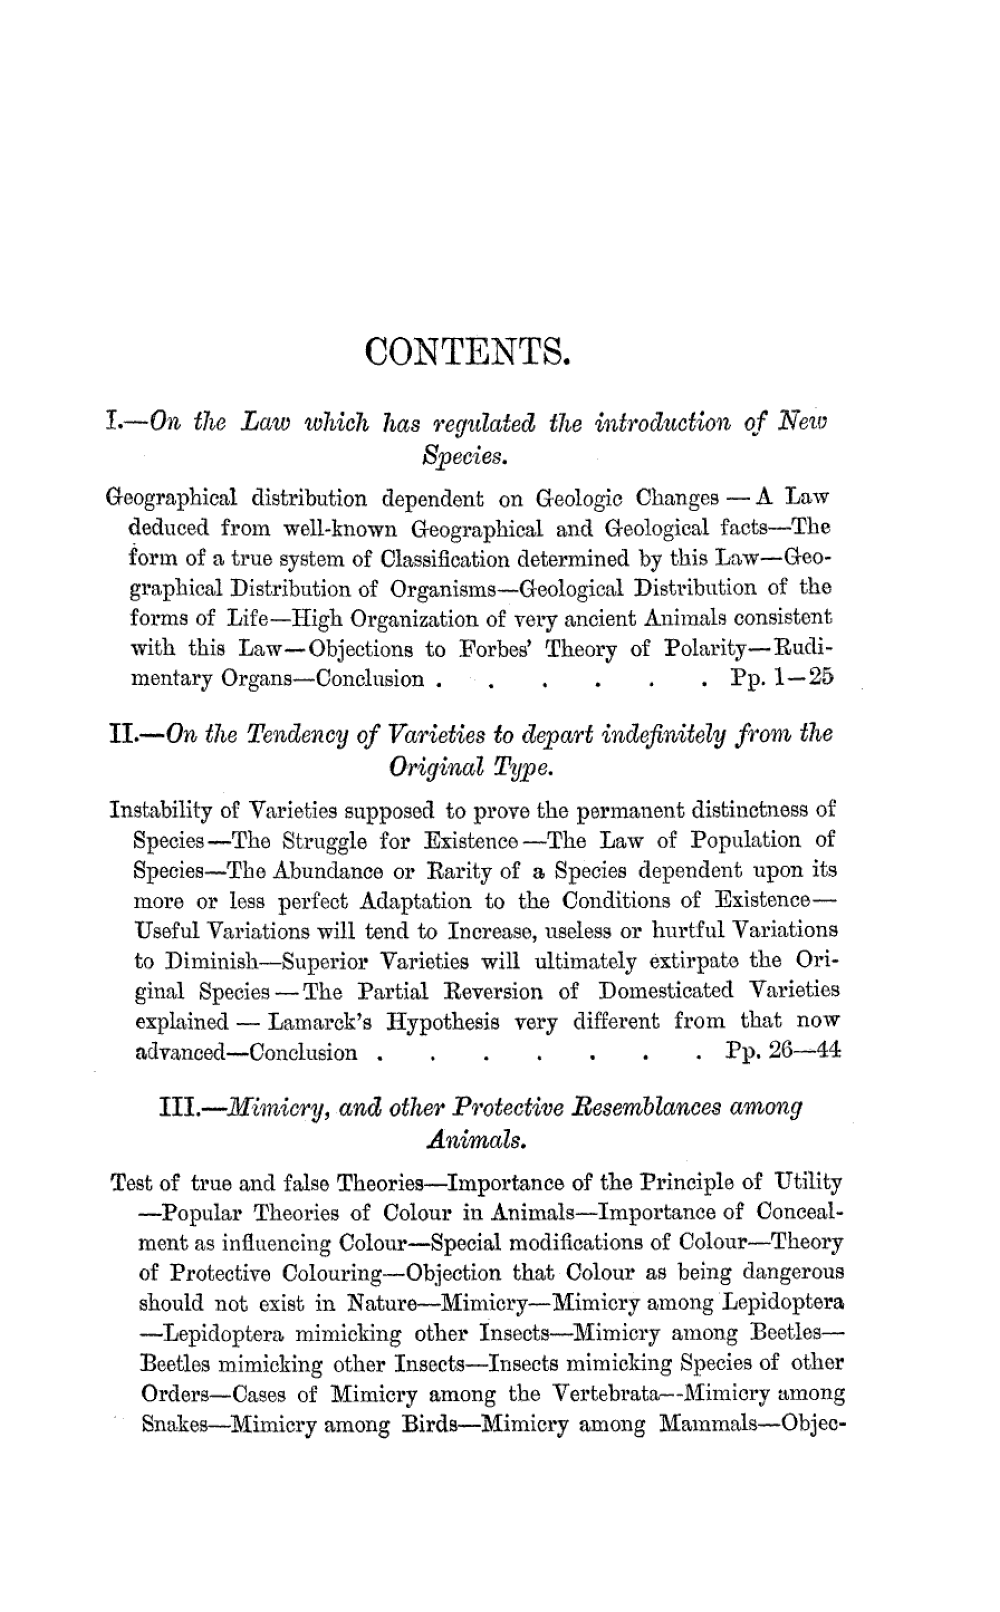 CONTENTS.
I.—On the Law which has regulated the introduction of New
Species.
Geographical distribution dependent on Geologic Changes — A Law
deduced from well-known Geographical and Geological facts—The
form of a true system of Classification determined by this Law—Geo-
graphical Distribution of Organisms—Geological Distribution of the
forms of Life—High Organization of very ancient Animals consistent
with this Law—Objections to Forbes' Theory of Polarity—Rudi-
mentary Organs—Conclusion . . . . . . Pp. 1—25
II.—On the Tendency of Varieties to depart indefinitely from the
Original Type.
Instability of Varieties supposed to prove the permanent distinctness of
Species—The Struggle for Existence—The Law of Population of
Species—The Abundance or Rarity of a Species dependent upon its
more or less perfect Adaptation to the Conditions of Existence—
Useful Variations will tend to Increase, useless or hurtful Variations
to Diminish—Superior Varieties will ultimately extirpate the Ori-
ginal Species — The Partial Reversion of Domesticated Varieties
explained — Lamarck's Hypothesis very different from that now
advanced—Conclusion . . . . . . . Pp. 26—44
III.—Mimicry, and other Protective Resemblances among
Animals.
Test of true and false Theories—Importance of the Principle of Utility
—Popular Theories of Colour in Animals—Importance of Conceal-
ment as influencing Colour—Special modifications of Colour—Theory
of Protective Colouring—Objection that Colour as being dangerous
should not exist in Nature—Mimicry—Mimicry among Lepidoptera
—Lepidoptera mimicking other Insects—Mimicry among Beetles—
Beetles mimicking other Insects—Insects mimicking Species of other
Orders—Cases of Mimicry among the Vertebrata--Mimicry among
Snakes—Mimicry among Birds—Mimicry among Mammals—Objec-